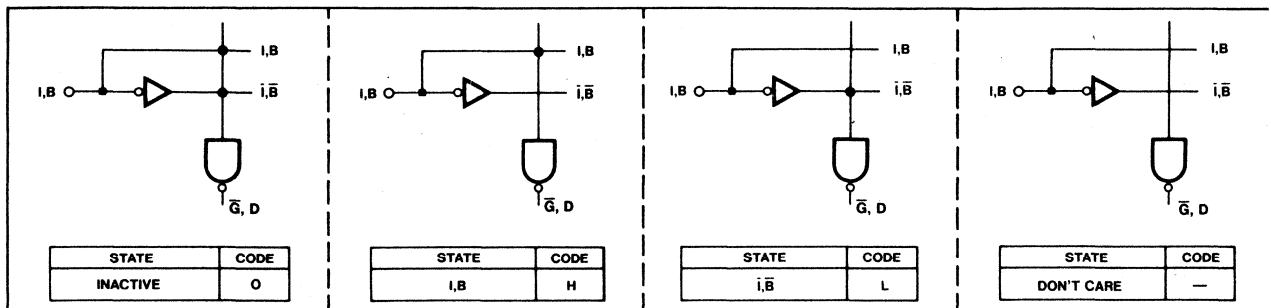 I,B
I,B
Ī,B̄
G̅, D
STATE CODE
INACTIVE O
I,B
I,B
Ī,B̄
G̅, D
STATE CODE
I,B H
I,B
I,B
Ī,B̄
G̅, D
STATE CODE
Ī,B̄ L
I,B
I,B
Ī,B̄
G̅, D
STATE CODE
DON'T CARE —